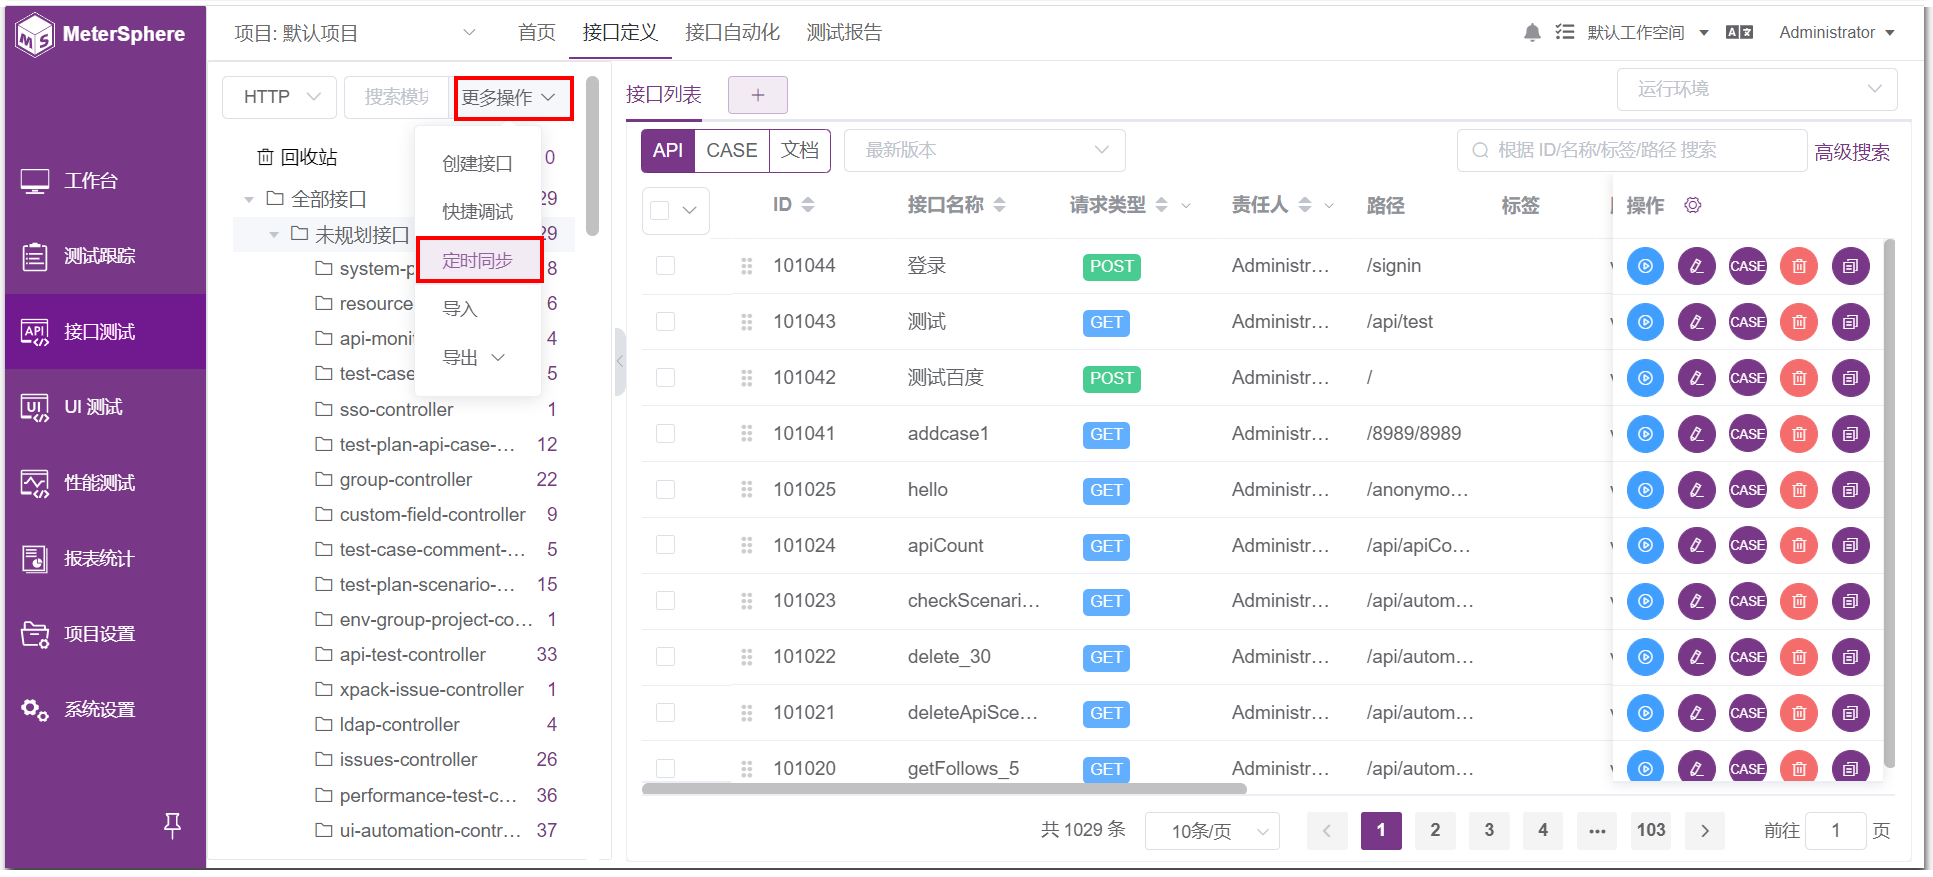 MeterSphere
项目: 默认项目
首页
接口定义
接口自动化
测试报告
默认工作空间
Administrator
工作台
测试跟踪
接口测试
UI 测试
性能测试
报表统计
项目设置
系统设置
HTTP
搜索模块
更多操作
回收站 0
全部接口 29
未规划接口 29
system-p 8
resource 6
api-monit 4
test-case 5
sso-controller 1
test-plan-api-case-… 12
group-controller 22
custom-field-controller 9
test-case-comment-… 5
test-plan-scenario-… 15
env-group-project-co… 1
api-test-controller 33
xpack-issue-controller 1
ldap-controller 4
issues-controller 26
performance-test-c… 36
ui-automation-contr… 37
创建接口
快捷调试
定时同步
导入
导出
接口列表
+
运行环境
API CASE 文档
最新版本
根据 ID/名称/标签/路径 搜索
高级搜索
ID 接口名称 请求类型 责任人 路径 标签 操作
101044 登录 POST Administr… /signin CASE
101043 测试 GET Administr… /api/test CASE
101042 测试百度 POST Administr… / CASE
101041 addcase1 GET Administr… /8989/8989 CASE
101025 hello GET Administr… /anonymo… CASE
101024 apiCount GET Administr… /api/apiCo… CASE
101023 checkScenari… GET Administr… /api/autom… CASE
101022 delete_30 GET Administr… /api/autom… CASE
101021 deleteApiSce… GET Administr… /api/autom… CASE
101020 getFollows_5 GET Administr… /api/autom… CASE
共 1029 条 10条/页 < 1 2 3 4 ••• 103 > 前往 1 页